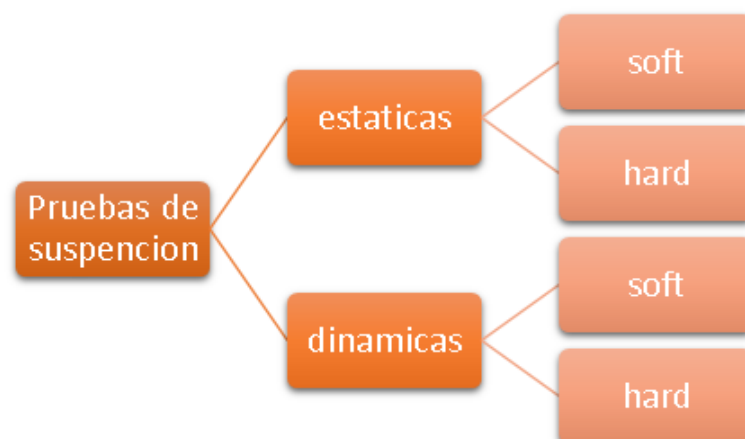 Pruebas de
suspencion
estaticas
soft
hard
dinamicas
soft
hard